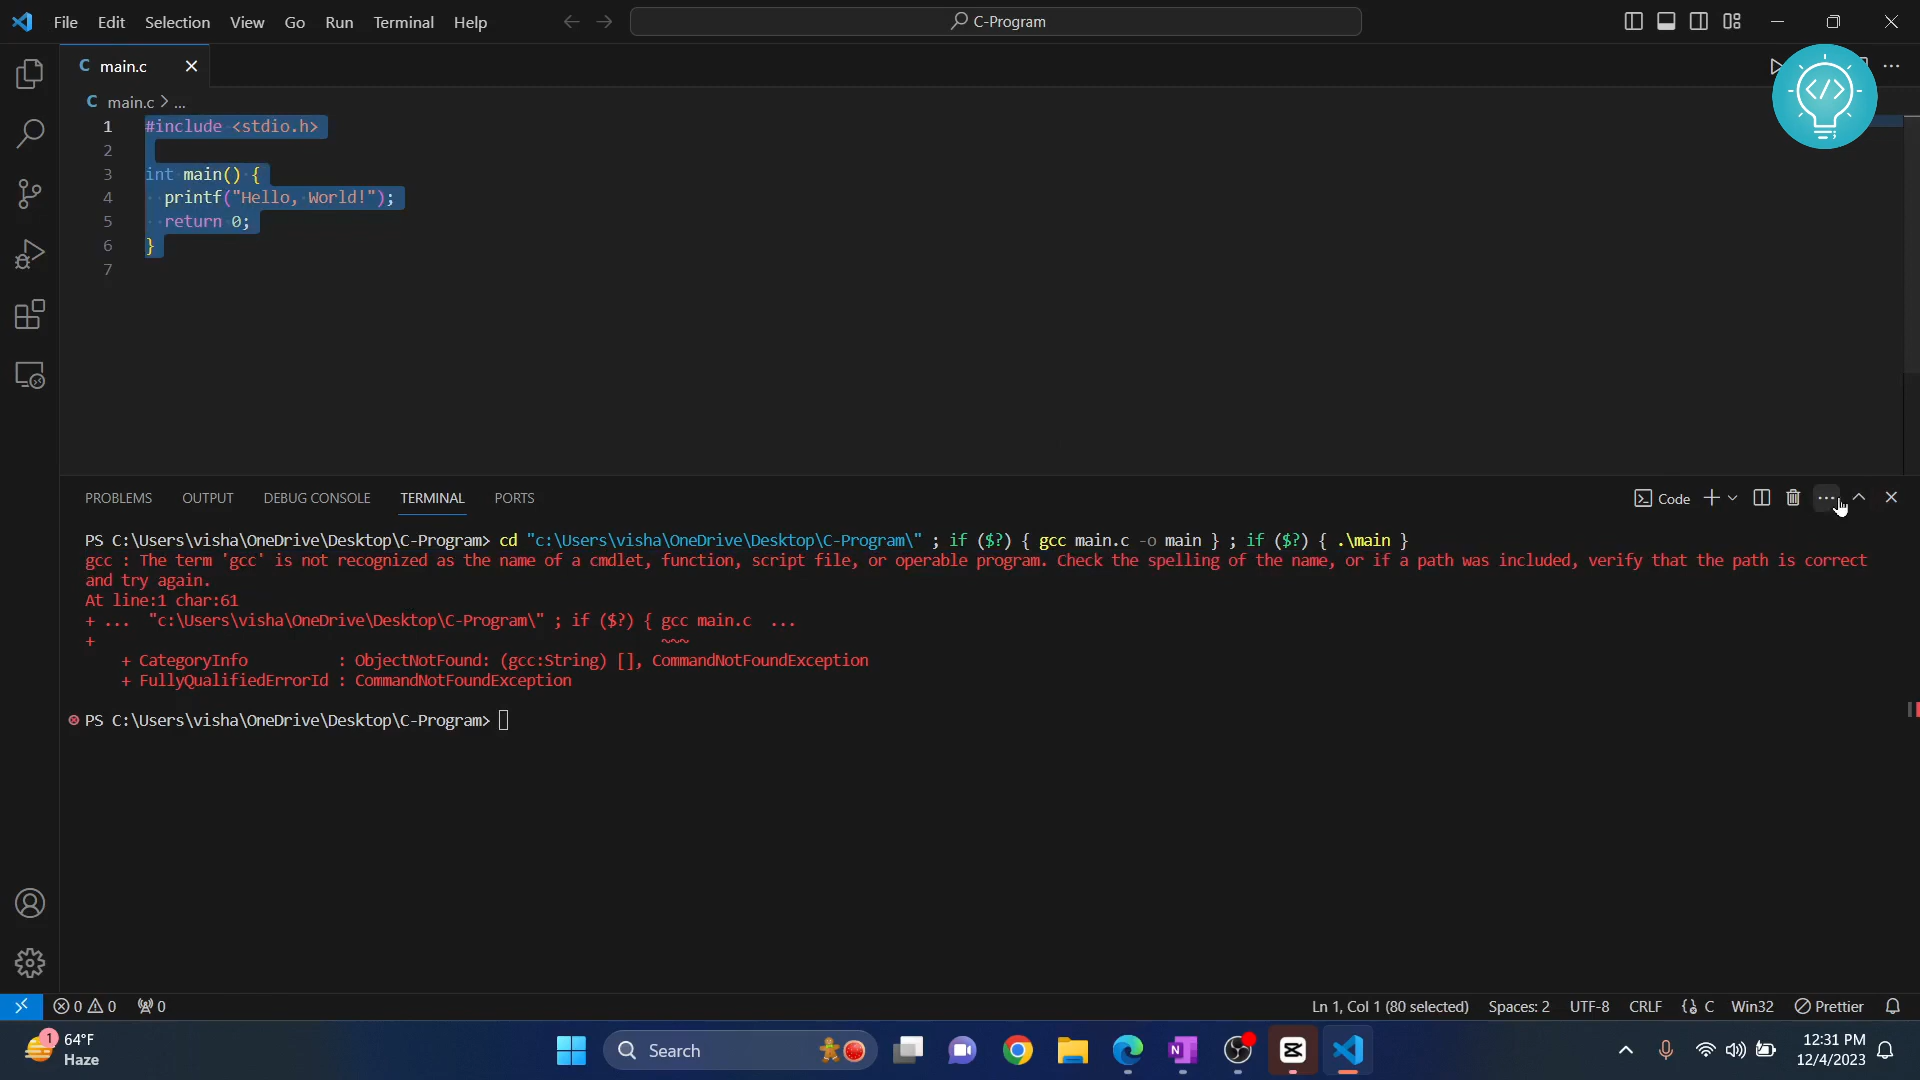 File Edit Selection View Go Run Terminal Help
C-Program
C main.c
C main.c > ...
1 #include <stdio.h>
2
3 int main() {
4 printf("Hello, World!");
5 return 0;
6 }
7
</>
;
PROBLEMS OUTPUT DEBUG CONSOLE TERMINAL PORTS
Code
PS C:\Users\visha\OneDrive\Desktop\C-Program> cd "c:\Users\visha\OneDrive\Desktop\C-Program\" ; if ($?) { gcc main.c -o main } ; if ($?) { .\main }
gcc : The term 'gcc' is not recognized as the name of a cmdlet, function, script file, or operable program. Check the spelling of the name, or if a path was included, verify that the path is correct
and try again.
At line:1 char:61
+ ... "c:\Users\visha\OneDrive\Desktop\C-Program\" ; if ($?) { gcc main.c ...
+ ~~~
+ CategoryInfo : ObjectNotFound: (gcc:String) [], CommandNotFoundException
+ FullyQualifiedErrorId : CommandNotFoundException
PS C:\Users\visha\OneDrive\Desktop\C-Program>
0 0 0
Ln 1, Col 1 (80 selected) Spaces: 2 UTF-8 CRLF {} C Win32 Prettier
1 64°F
Haze
Search
N
12:31 PM
12/4/2023